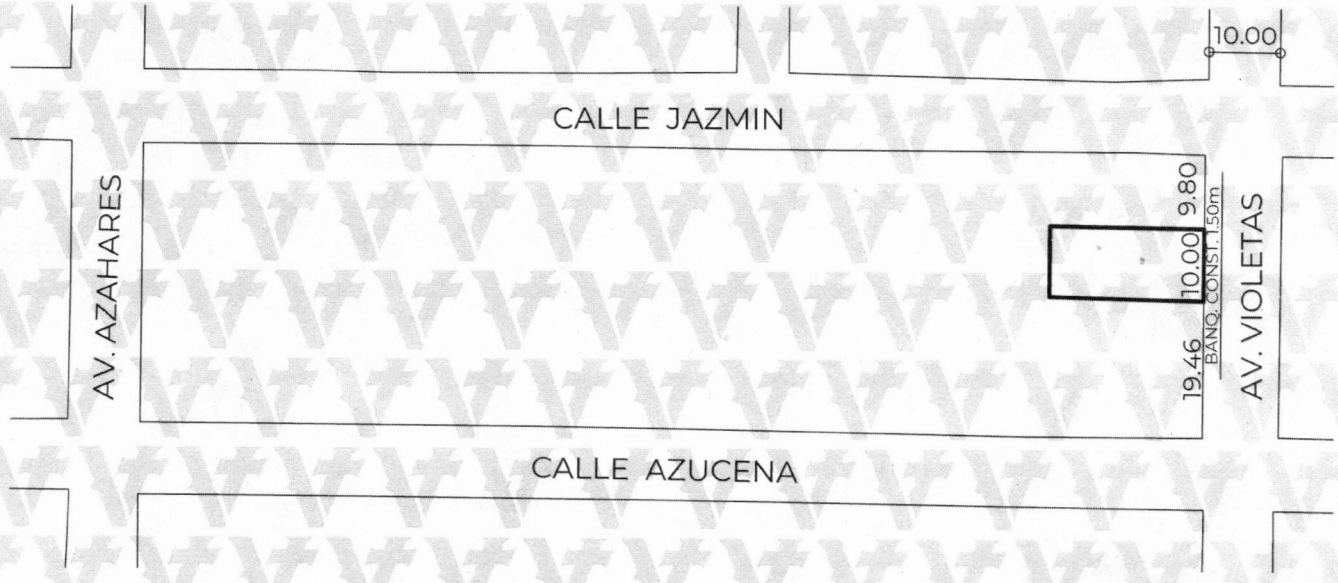 10.00
CALLE JAZMIN
AV. AZAHARES
9.80
10.00
19.46
BANQ. CONST. 1.50m
AV. VIOLETAS
CALLE AZUCENA